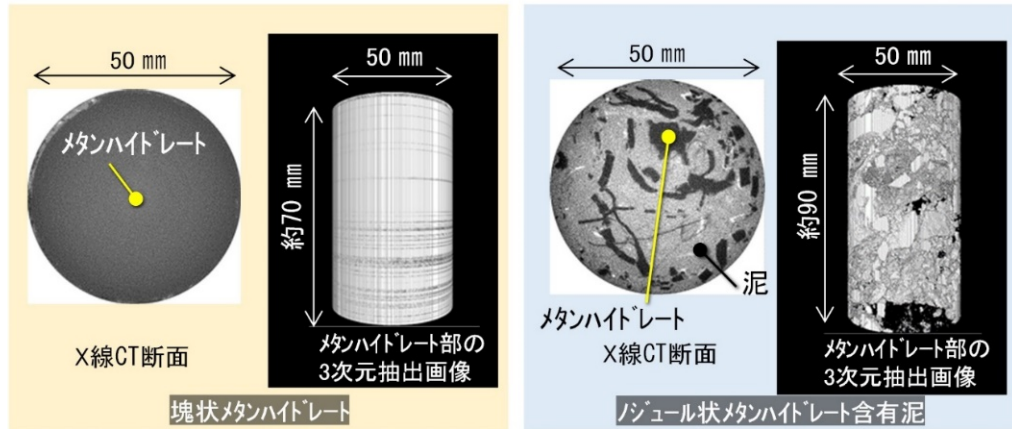 50 mm
メタンハイドレート
X線CT断面
50 mm
約70 mm
メタンハイドレート部の
3次元抽出画像
塊状メタンハイドレート
50 mm
泥
メタンハイドレート
X線CT断面
50 mm
約90 mm
メタンハイドレート部の
3次元抽出画像
ノジュール状メタンハイドレート含有泥